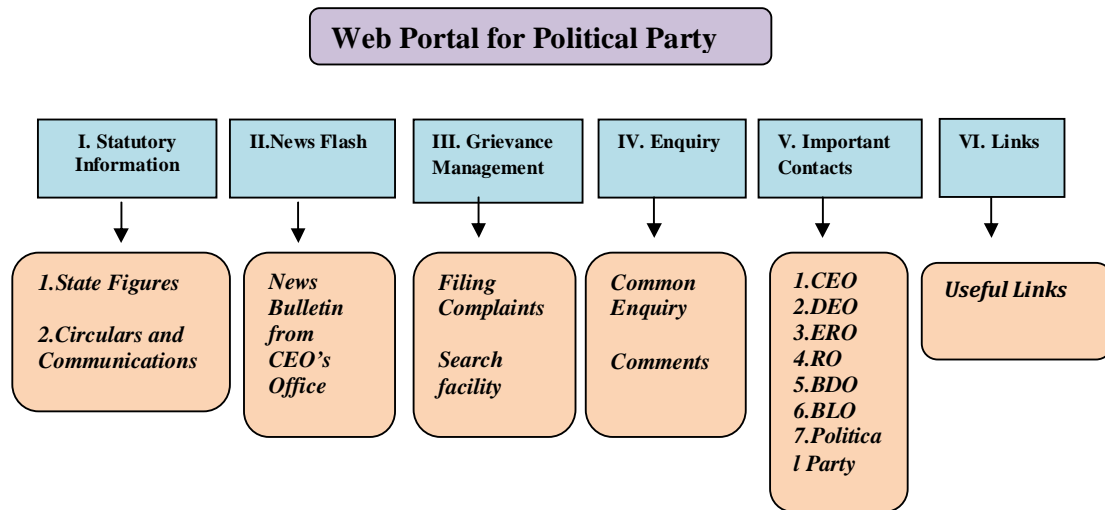 Web Portal for Political Party
I. Statutory
Information
1.State Figures
2.Circulars and
Communications
II.News Flash
News
Bulletin
from
CEO's
Office
III. Grievance
Management
Filing
Complaints
Search
facility
IV. Enquiry
Common
Enquiry
Comments
V. Important
Contacts
1.CEO
2.DEO
3.ERO
4.RO
5.BDO
6.BLO
7.Politica
l Party
VI. Links
Useful Links